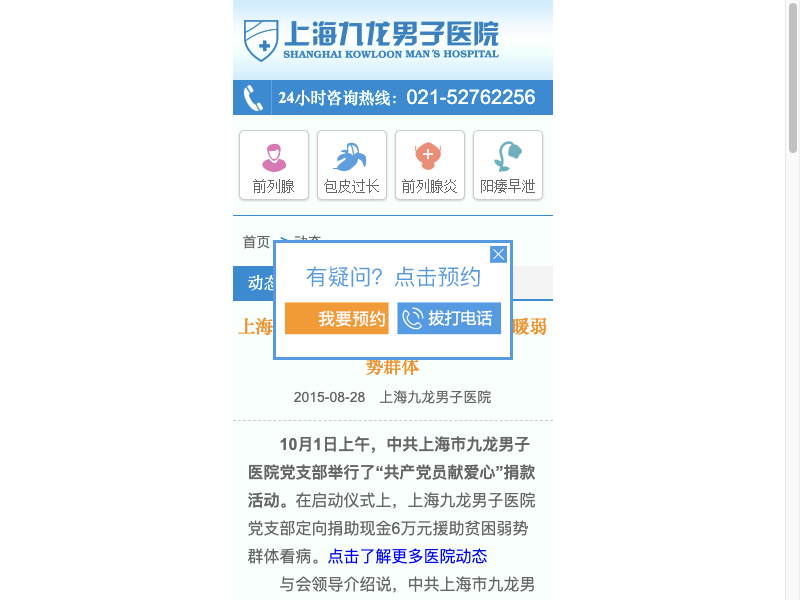 上海九龙男子医院
SHANGHAI KOWLOON MAN'S HOSPITAL
24小时咨询热线：021-52762256
前列腺 包皮过长 前列腺炎 阳痿早泄
首页 > 动态
有疑问？点击预约
动态
我要预约 拔打电话
上海 暖弱
势群体
2015-08-28 上海九龙男子医院
10月1日上午，中共上海市九龙男子
医院党支部举行了“共产党员献爱心”捐款
活动。在启动仪式上，上海九龙男子医院
党支部定向捐助现金6万元援助贫困弱势
群体看病。点击了解更多医院动态
与会领导介绍说，中共上海市九龙男